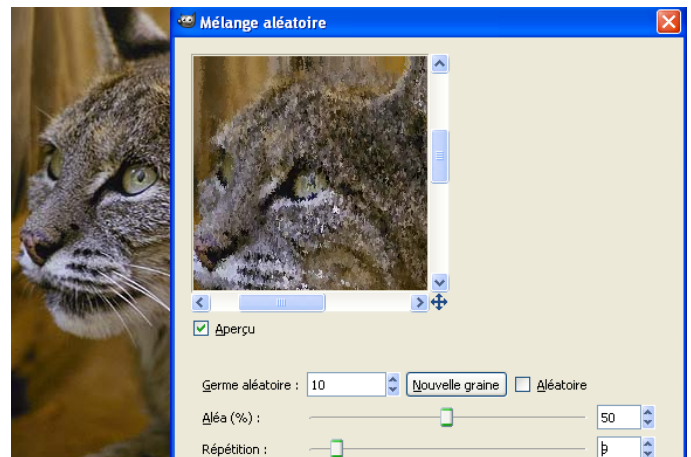 Mélange aléatoire
Aperçu
Germe aléatoire : 10 Nouvelle graine Aléatoire
Aléa (%) : 50
Répétition :